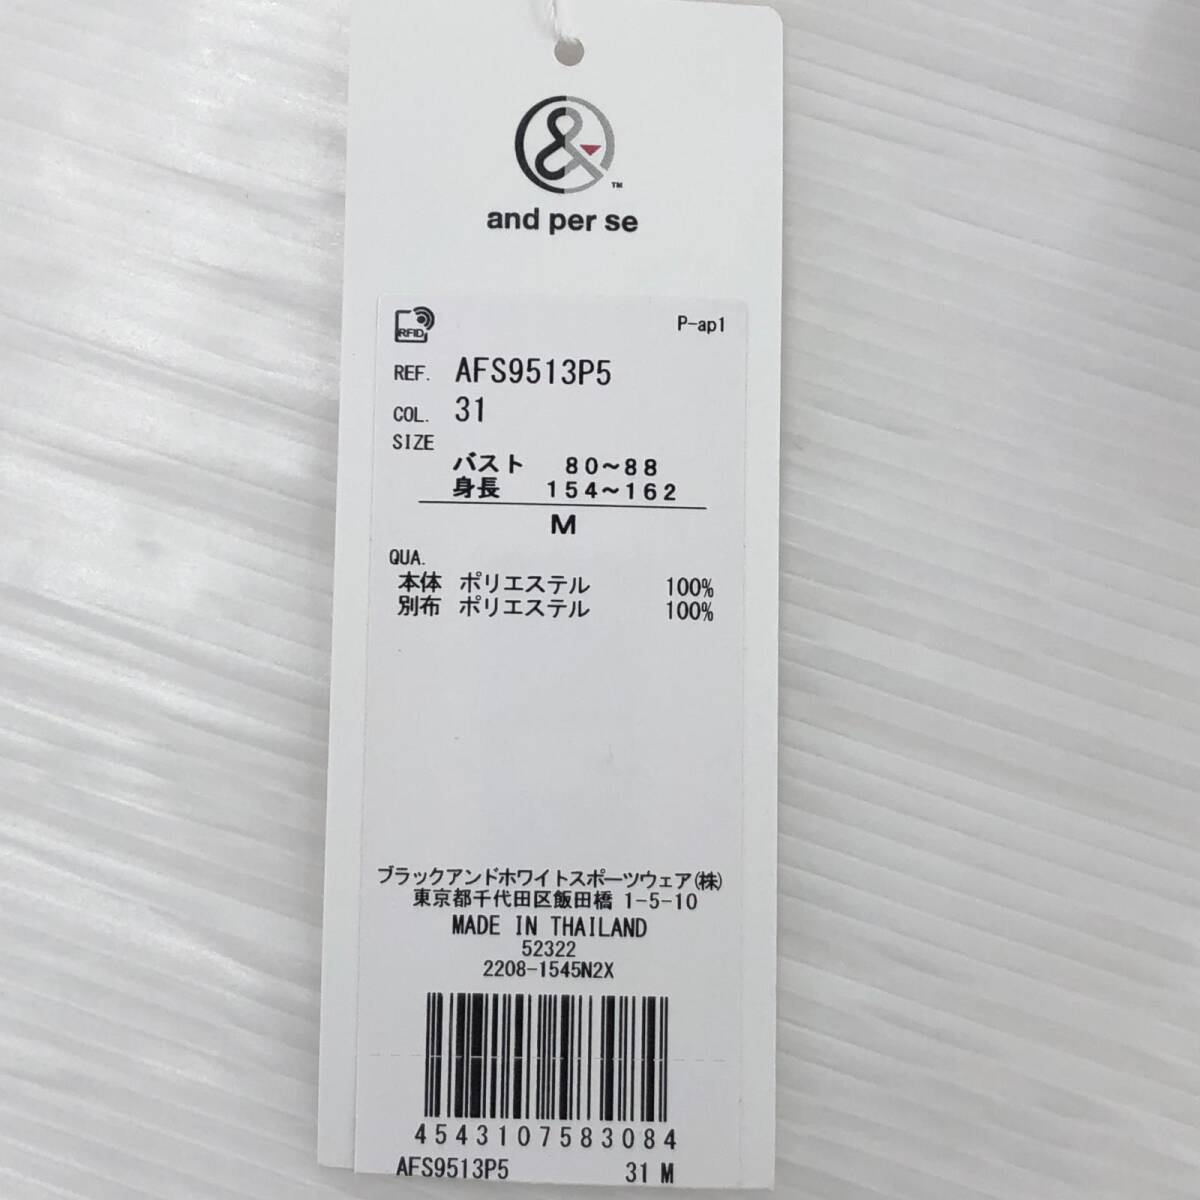 &
TM
and per se
RFID
P-ap1
REF. AFS9513P5
COL. 31
SIZE
バスト 80~88
身長 154~162
M
QUA.
本体 ポリエステル 100%
別布 ポリエステル 100%
ブラックアンドホワイトスポーツウェア(株)
東京都千代田区飯田橋 1-5-10
MADE IN THAILAND
52322
2208-1545N2X
4543107583084
AFS9513P5 31 M